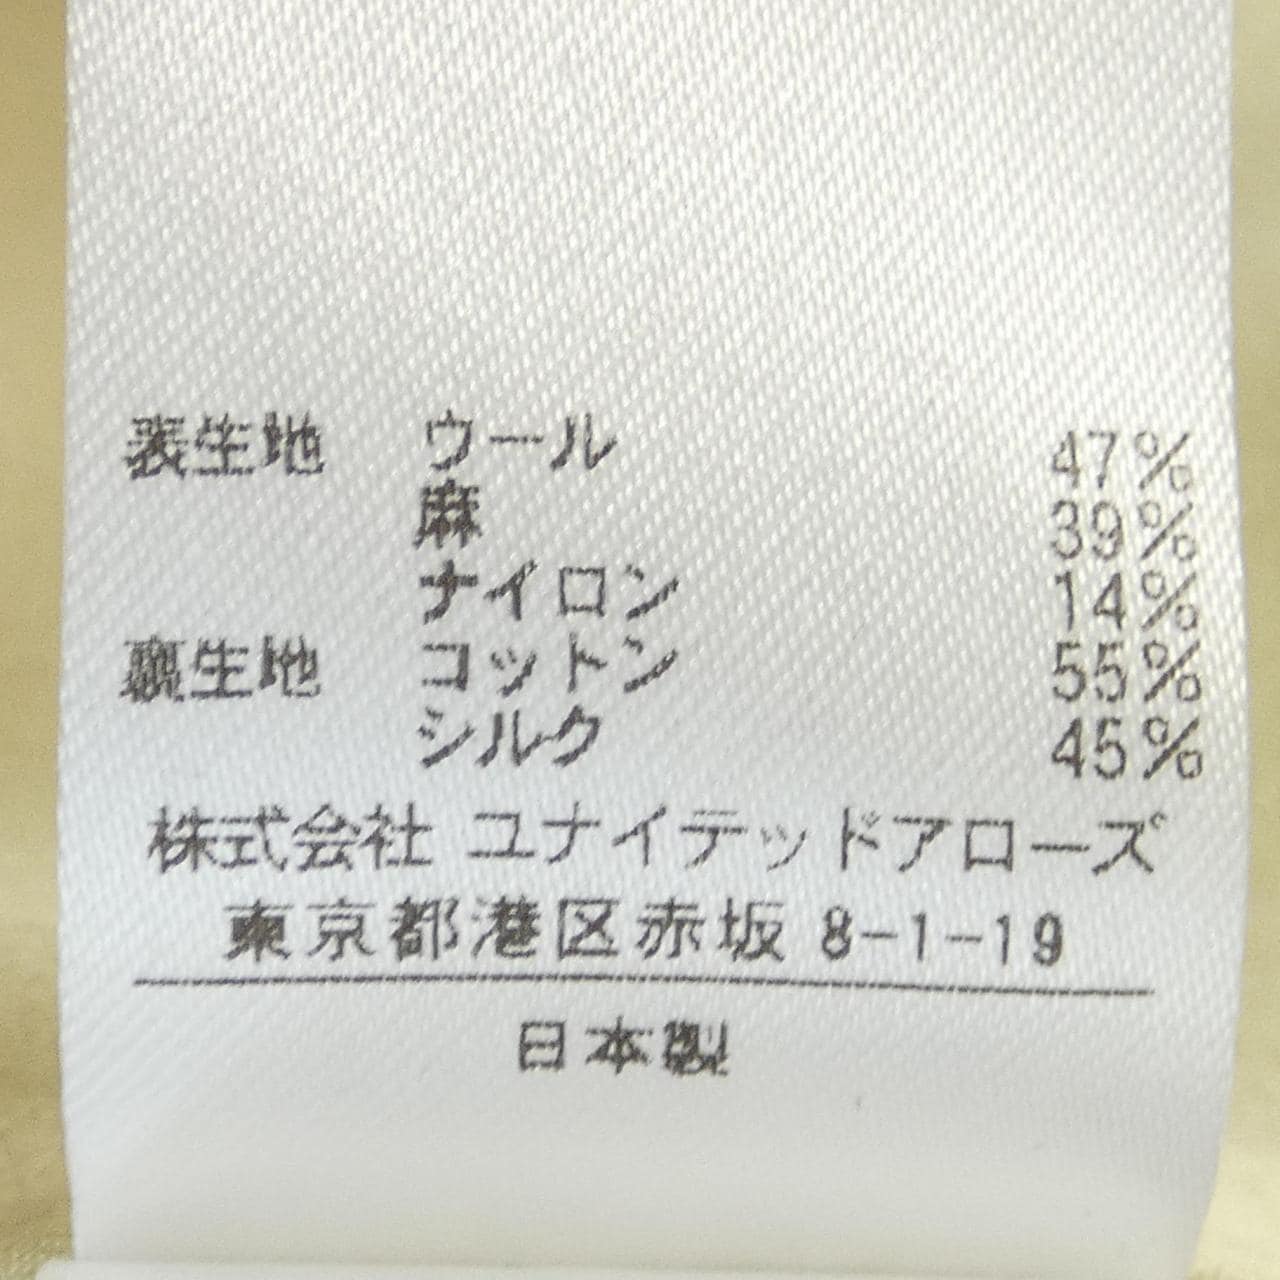 表生地 ウール 47%
麻 39%
ナイロン 14%
裏生地 コットン 55%
シルク 45%
株式会社 ユナイテッドアローズ
東京都港区赤坂 8-1-19
日本製